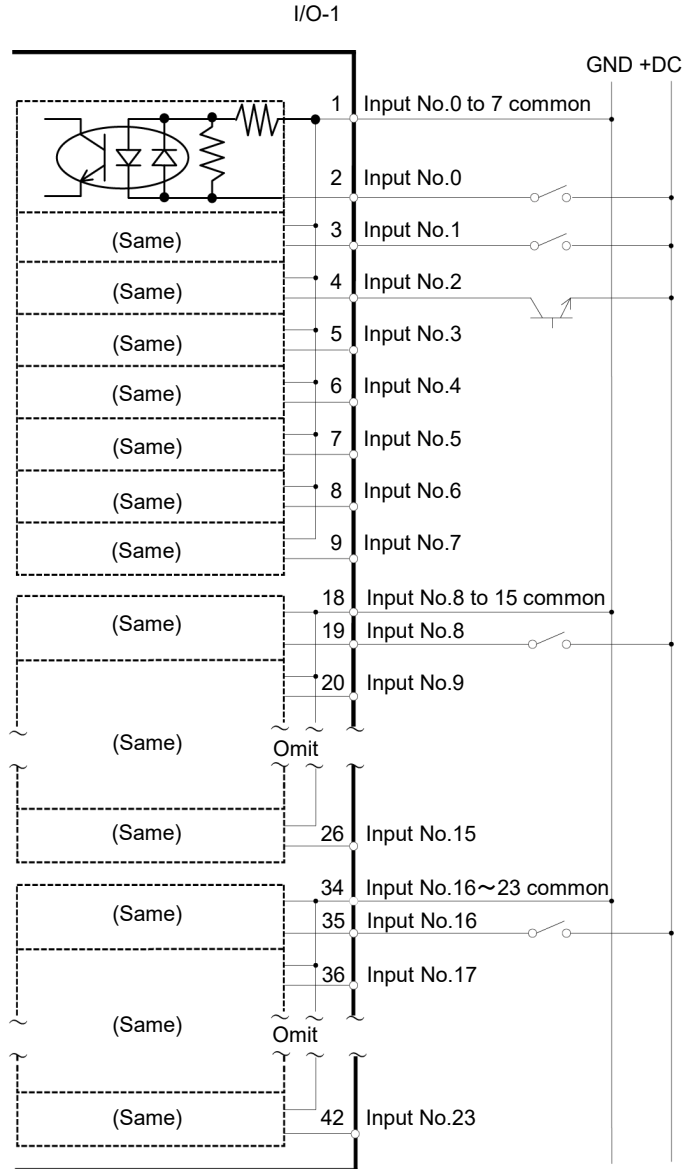 I/O-1
GND +DC
1 Input No.0 to 7 common
2 Input No.0
(Same) 3 Input No.1
(Same) 4 Input No.2
(Same) 5 Input No.3
(Same) 6 Input No.4
(Same) 7 Input No.5
(Same) 8 Input No.6
(Same) 9 Input No.7
18 Input No.8 to 15 common
(Same) 19 Input No.8
20 Input No.9
(Same) Omit
(Same) 26 Input No.15
34 Input No.16～23 common
(Same) 35 Input No.16
36 Input No.17
(Same) Omit
(Same) 42 Input No.23